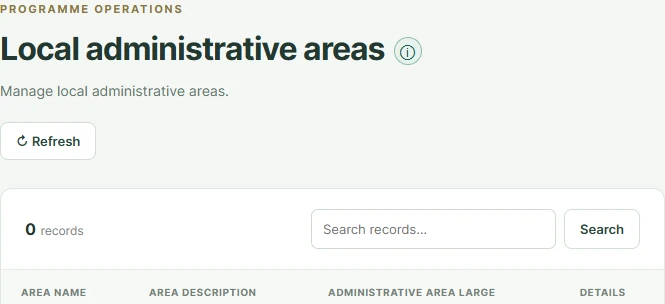 PROGRAMME OPERATIONS
Local administrative areas ⓘ
Manage local administrative areas.
↻ Refresh
0 records
Search records...
Search
AREA NAME AREA DESCRIPTION ADMINISTRATIVE AREA LARGE DETAILS